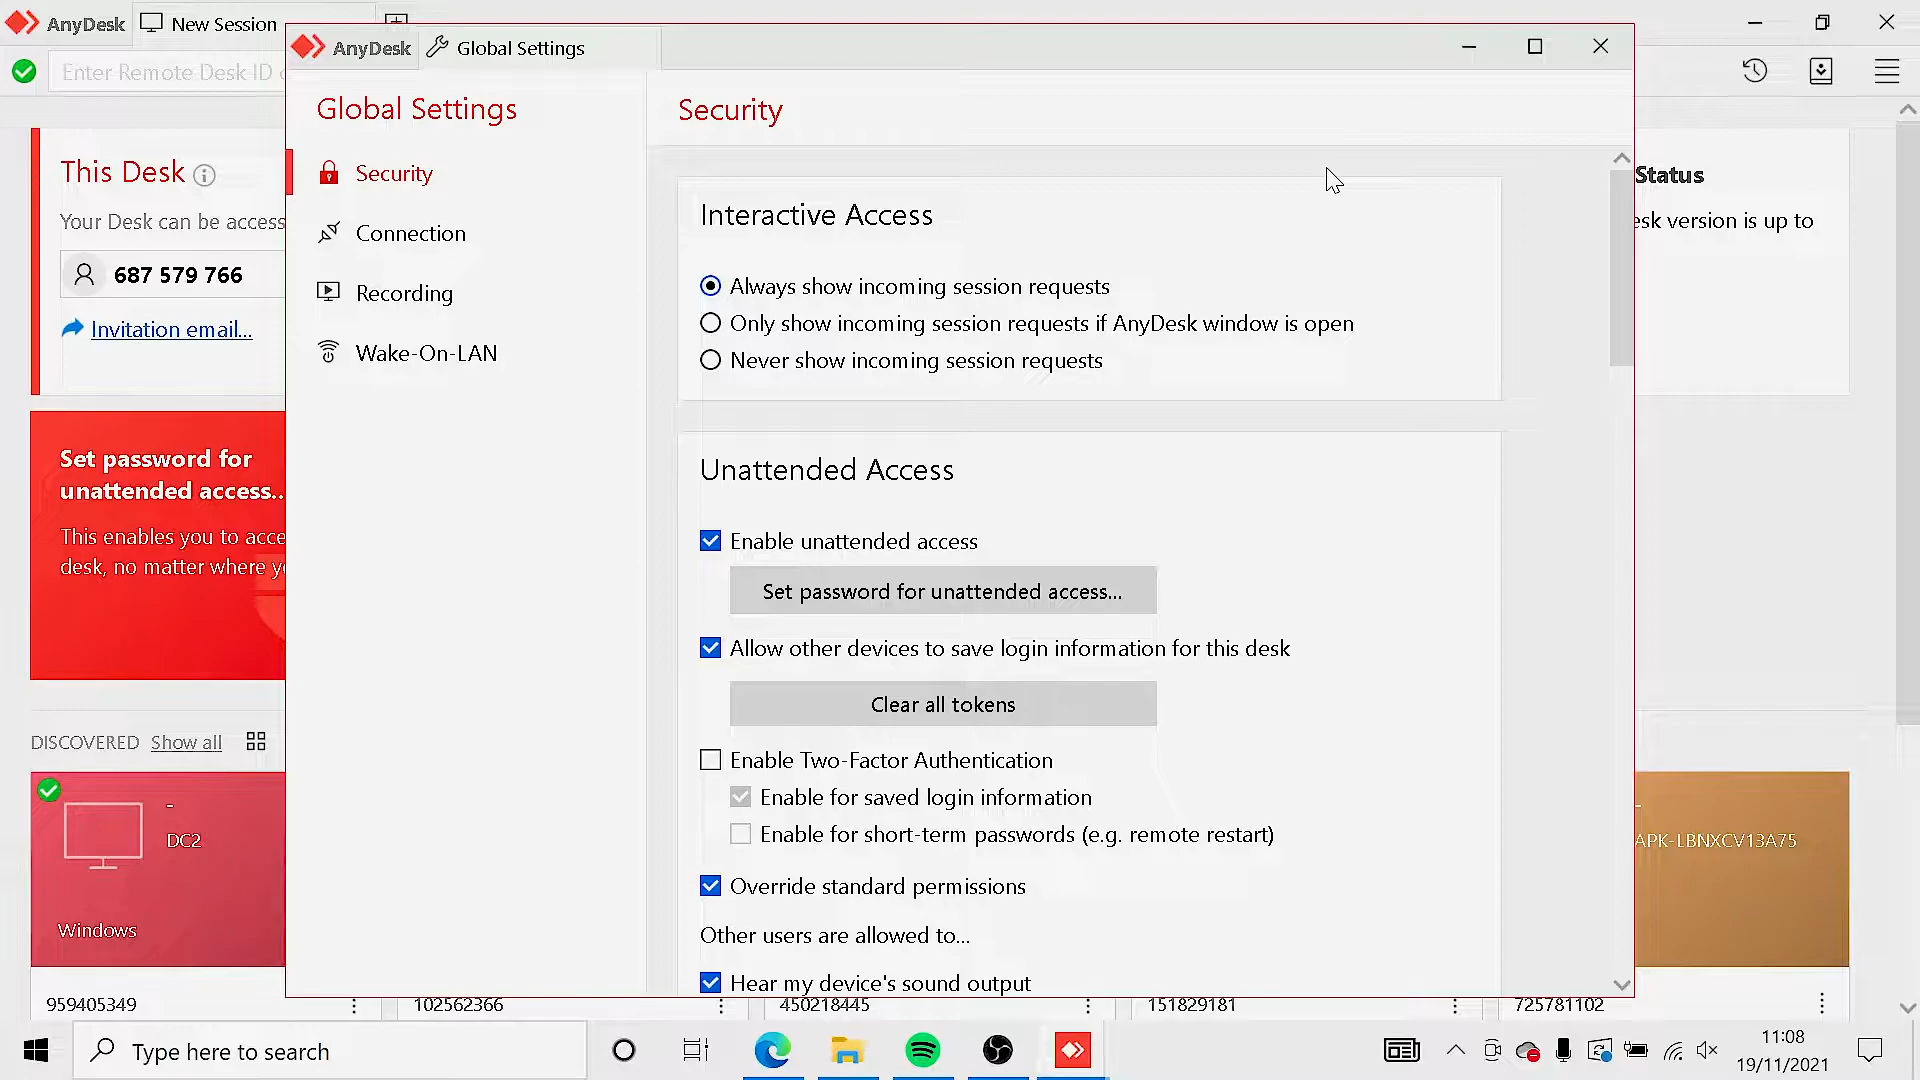 AnyDesk
New Session
Enter Remote Desk ID
This Desk
Your Desk can be access
687 579 766
Invitation email...
Set password for
unattended access..
This enables you to acce
desk, no matter where y
DISCOVERED Show all
DC2
Windows
959405349
AnyDesk
Global Settings
Global Settings
Security
Connection
Recording
Wake-On-LAN
Security
Interactive Access
Always show incoming session requests
Only show incoming session requests if AnyDesk window is open
Never show incoming session requests
Unattended Access
Enable unattended access
Set password for unattended access...
Allow other devices to save login information for this desk
Clear all tokens
Enable Two-Factor Authentication
Enable for saved login information
Enable for short-term passwords (e.g. remote restart)
Override standard permissions
Other users are allowed to...
Hear my device's sound output
Status
esk version is up to
APK-LBNXCV13A75
102562366
450218445
151829181
725781102
Type here to search
11:08
19/11/2021